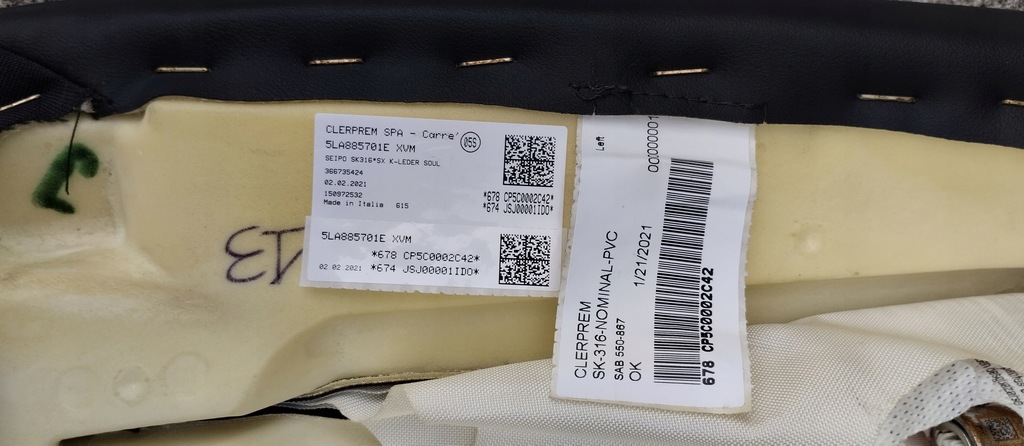 CLERPREM SPA - Carre'
05S
5LA885701E XVM
SEIPO SK316*SX K-LEDER SOUL
366735424
02.02.2021
150972532
Made in Italia 615
*678 CP5C0002C42*
*674 JSJ00001IDO*
5LA885701E XVM
*678 CP5C0002C42*
02.02.2021 *674 JSJ00001IDO*
Left
CLERPREM
SK-316-NOMINAL-PVC
SAB 550-867
OK 1/21/2021
678 CP5C0002C42